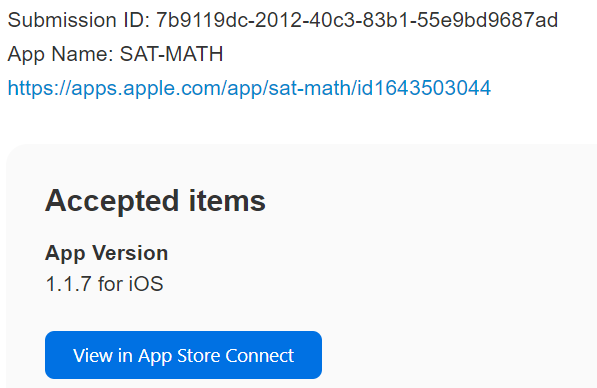 Submission ID: 7b9119dc-2012-40c3-83b1-55e9bd9687ad
App Name: SAT-MATH
https://apps.apple.com/app/sat-math/id1643503044
Accepted items
App Version
1.1.7 for iOS
View in App Store Connect